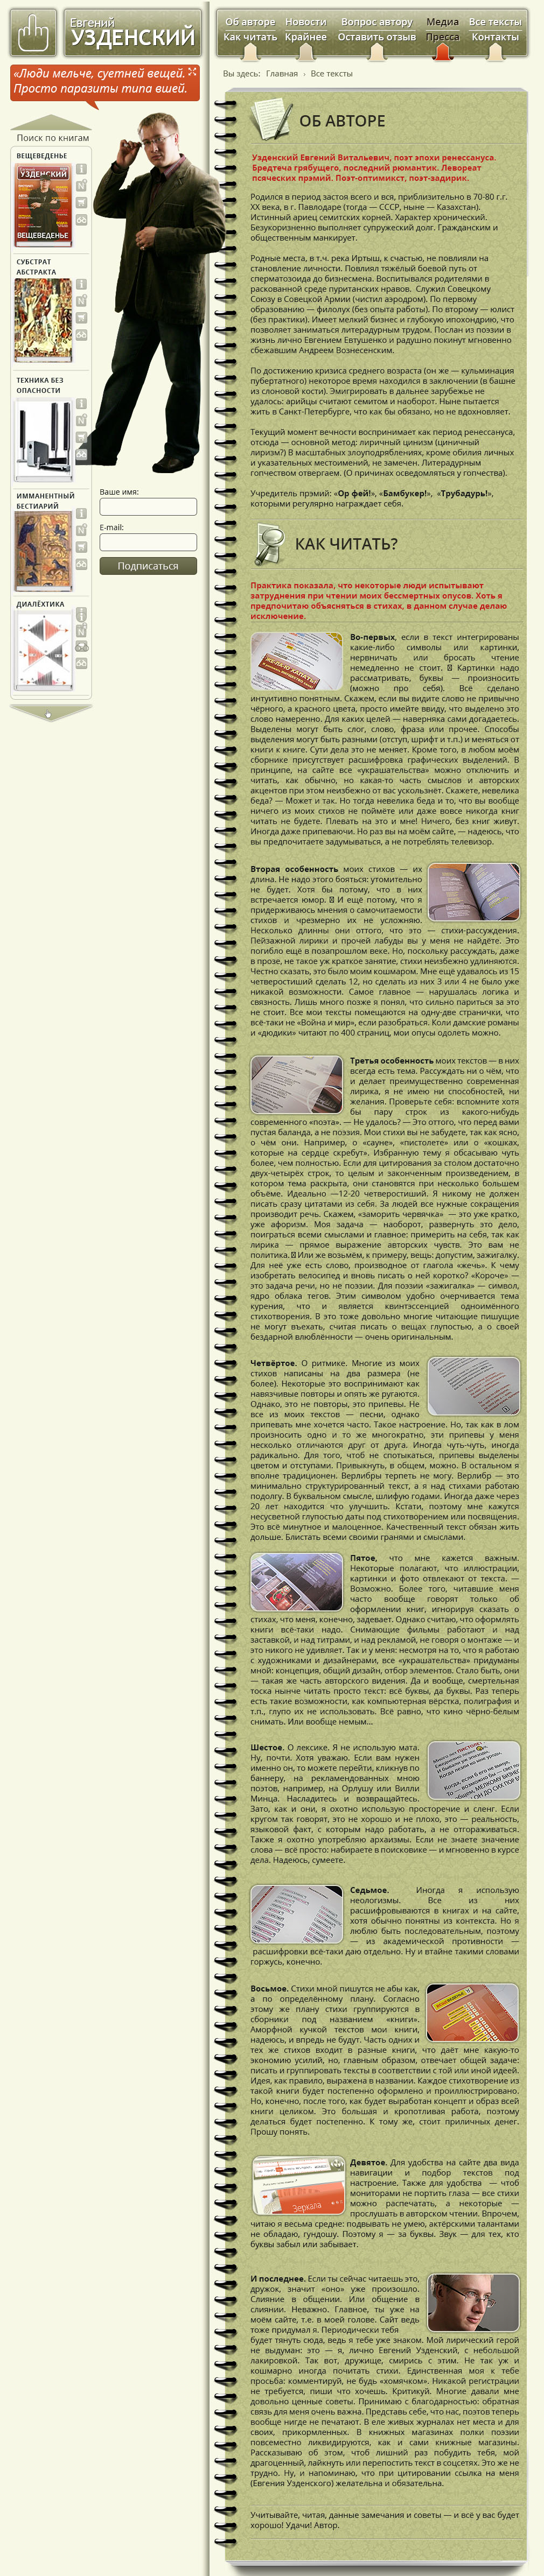 Евгений
УЗДЕНСКИЙ
Об авторе Новости Вопрос автору Медиа Все тексты
Как читать Крайнее Оставить отзыв Пресса Контакты
«Люди мельче, суетней вещей.
Просто паразиты типа вшей.
Вы здесь: Главная › Все тексты
Поиск по книгам
ВЕЩЕВЕДЕНЬЕ
УЗДЕНСКИЙ
ВЕЩЕВЕДЕНЬЕ
СУБСТРАТ
АБСТРАКТА
ТЕХНИКА БЕЗ
ОПАСНОСТИ
ИММАНЕНТНЫЙ
БЕСТИАРИЙ
ДИАЛЁХТИКА
Ваше имя:
E-mail:
Подписаться
ОБ АВТОРЕ
Узденский Евгений Витальевич, поэт эпохи ренессануса.
Бредтеча грядущего, последний рюмантик. Левореат
псяческих прэмий. Поэт-оптимикст, поэт-задирик.
Родился в период застоя всего и вся, приблизительно в 70-80 г.г.
XX века, в г. Павлодаре (тогда — СССР, ныне — Казахстан).
Истинный ариец семитских корней. Характер хронический.
Безукоризненно выполняет супружеский долг. Гражданским и
общественным манкирует.
Родные места, в т.ч. река Иртыш, к счастью, не повлияли на
становление личности. Повлиял тяжёлый боевой путь от
сперматозоида до бизнесмена. Воспитывался родителями в
раскованной среде пуританских нравов. Служил Совецкому
Союзу в Совецкой Армии (чистил аэродром). По первому
образованию — филолух (без опыта работы). По второму — юлист
(без практики). Имеет мелкий бизнес и глубокую ипохондрию, что
позволяет заниматься литературным трудом. Послан из поэзии в
жизнь лично Евгением Евтушенко и радушно покинут мгновенно
сбежавшим Андреем Вознесенским.
По достижению кризиса среднего возраста (он же — кульминация
пубертатного) некоторое время находился в заключении (в башне
из слоновой кости). Эмигрировать в дальнее зарубежье не
удалось: арийцы считают семитом и наоборот. Ныне пытается
жить в Санкт-Петербурге, что как бы обязано, но не вдохновляет.
Текущий момент вечности воспринимает как период ренессануса,
отсюда — основной метод: лиричный цинизм (циничный
лиризм?) В масштабных злоуподряблениях, кроме обилия личных
и указательных местоимений, не замечен. Литературным
гопчеством отвергаем. (О причинах осведомляться у гопчества).
Учредитель прэмий: «Ор фей!», «Бамбукер!», «Трубадурь!»,
которыми регулярно награждает себя.
КАК ЧИТАТЬ?
Практика показала, что некоторые люди испытывают
затруднения при чтении моих бессмертных опусов. Хоть я
предпочитаю объясняться в стихах, в данном случае делаю
исключение.
Во-первых, если в текст интегрированы
какие-либо символы или картинки,
нервничать или бросать чтение
немедленно не стоит. Картинки надо
рассматривать, буквы — произносить
(можно про себя). Всё сделано
интуитивно понятным. Скажем, если вы видите слово не привычно
чёрного, а красного цвета, просто имейте ввиду, что выделено это
слово намеренно. Для каких целей — наверняка сами догадаетесь.
Выделены могут быть слог, слово, фраза или прочее. Способы
выделения могут быть разными (отступ, шрифт и т.п.) и меняться от
книги к книге. Сути дела это не меняет. Кроме того, в любом моём
сборнике присутствует расшифровка графических выделений. В
принципе, на сайте все «украшательства» можно отключить и
читать, как обычно, но какая-то часть смыслов и авторских
акцентов при этом неизбежно от вас ускользнёт. Скажете, невелика
беда? — Может и так. Но тогда невелика беда и то, что вы вообще
ничего из моих стихов не поймёте или даже вовсе никогда книг
читать не будете. Плевать на это и мне! Ничего, без книг живут.
Иногда даже припеваючи. Но раз вы на моём сайте, — надеюсь, что
вы предпочитаете задумываться, а не потреблять телевизор.
Вторая особенность моих стихов — их
длина. Не надо этого бояться: утомительно
не будет. Хотя бы потому, что в них
встречается юмор. И ещё потому, что я
придерживаюсь мнения о самочитаемости
стихов и чрезмерно их не усложняю.
Несколько длинны они оттого, что это — стихи-рассуждения.
Пейзажной лирики и прочей лабуды вы у меня не найдёте. Это
погибло ещё в позапрошлом веке. Но, поскольку рассуждать, даже
в прозе, не такое уж краткое занятие, стихи неизбежно удлиняются.
Честно сказать, это было моим кошмаром. Мне ещё удавалось из 15
четверостиший сделать 12, но сделать из них 3 или 4 не было уже
никакой возможности. Самое главное — нарушалась логика и
связность. Лишь много позже я понял, что сильно париться за это
не стоит. Все мои тексты помещаются на одну-две странички, что
всё-таки не «Война и мир», если разобраться. Коли дамские романы
и «дюдики» читают по 400 страниц, мои опусы одолеть можно.
Третья особенность моих текстов — в них
всегда есть тема. Рассуждать ни о чём, что
и делает преимущественно современная
лирика, я не имею ни способностей, ни
желания. Проверьте себя: вспомните хотя
бы пару строк из какого-нибудь
современного «поэта». — Не удалось? — Это оттого, что перед вами
пустая баланда, а не поэзия. Мои стихи вы не забудете, так как ясно,
о чём они. Например, о «сауне», «пистолете» или о «кошках,
которые на сердце скребут». Избранную тему я обсасываю чуть
более, чем полностью. Если для цитирования за столом достаточно
двух-четырёх строк, то целым и законченным произведением, в
котором тема раскрыта, они становятся при несколько большем
объёме. Идеально —12-20 четверостиший. Я никому не должен
писать сразу цитатами из себя. За людей все нужные сокращения
производит речь. Скажем, «заморить червячка» — это уже кратко,
уже афоризм. Моя задача — наоборот, развернуть это дело,
поиграться всеми смыслами и главное: примерить на себя, так как
лирика — прямое выражение авторских чувств. Это вам не
политика. Или же возьмём, к примеру, вещь: допустим, зажигалку.
Для неё уже есть слово, производное от глагола «жечь». К чему
изобретать велосипед и вновь писать о ней коротко? «Короче» —
это задача речи, но не поэзии. Для поэзии «зажигалка» — символ,
ядро облака тегов. Этим символом удобно очерчивается тема
курения, что и является квинтэссенцией одноимённого
стихотворения. В это тоже довольно многие читающие пишущие
не могут въехать, считая писать о вещах глупостью, а о своей
бездарной влюблённости — очень оригинальным.
Четвёртое. О ритмике. Многие из моих
стихов написаны на два размера (не
более). Некоторые это воспринимают как
навязчивые повторы и опять же ругаются.
Однако, это не повторы, это припевы. Не
все из моих текстов — песни, однако
припевать мне хочется часто. Такое настроение. Но, так как в лом
произносить одно и то же многократно, эти припевы у меня
несколько отличаются друг от друга. Иногда чуть-чуть, иногда
радикально. Для того, чтоб не спотыкаться, припевы выделены
цветом и отступами. Привыкнуть, в общем, можно. В остальном я
вполне традиционен. Верлибры терпеть не могу. Верлибр — это
минимально структурированный текст, а я над стихами работаю
подолгу. В буквальном смысле, шлифую годами. Иногда даже через
20 лет находится что улучшить. Кстати, поэтому мне кажутся
несусветной глупостью даты под стихотворением или посвящения.
Это всё минутное и малоценное. Качественный текст обязан жить
дольше. Блистать всеми своими гранями и смыслами.
Пятое, что мне кажется важным.
Некоторые полагают, что иллюстрации,
картинки и фото отвлекают от текста. —
Возможно. Более того, читавшие меня
часто вообще говорят только об
оформлении книг, игнорируя сказать о
стихах, что меня, конечно, задевает. Однако считаю, что оформлять
книги всё-таки надо. Снимающие фильмы работают и над
заставкой, и над титрами, и над рекламой, не говоря о монтаже — и
это никого не удивляет. Так и у меня: несмотря на то, что я работаю
с художниками и дизайнерами, все «украшательства» придуманы
мной: концепция, общий дизайн, отбор элементов. Стало быть, они
— такая же часть авторского видения. Да и вообще, смертельная
тоска нынче читать просто текст: всё буквы, да буквы. Раз теперь
есть такие возможности, как компьютерная вёрстка, полиграфия и
т.п., глупо их не использовать. Всё равно, что кино чёрно-белым
снимать. Или вообще немым...
Шестое. О лексике. Я не использую мата.
Ну, почти. Хотя уважаю. Если вам нужен
именно он, то можете перейти, кликнув по
баннеру, на рекламондованных мною
поэтов, например, на Орлушу или Вилли
Минца. Насладитесь и возвращайтесь.
Зато, как и они, я охотно использую просторечие и сленг. Если
кругом так говорят, это не хорошо и не плохо, это — реальность,
языковой факт, с которым надо работать, а не отгораживаться.
Также я охотно употребляю архаизмы. Если не знаете значение
слова — всё просто: набираете в поисковике — и мгновенно в курсе
дела. Надеюсь, сумеете.
Седьмое. Иногда я использую
неологизмы. Все из них
расшифровываются в книгах и на сайте,
хотя обычно понятны из контекста. Но я
люблю быть последовательным, поэтому
— из академической противности —
расшифровки всё-таки даю отдельно. Ну и втайне такими словами
горжусь, конечно.
Восьмое. Стихи мной пишутся не абы как,
а по определённому плану. Согласно
этому же плану стихи группируются в
сборники под названием «книги».
Аморфной кучкой текстов мои книги,
надеюсь, и впредь не будут. Часть одних и
тех же стихов входит в разные книги, что даёт мне какую-то
экономию усилий, но, главным образом, отвечает общей задаче:
писать и группировать тексты в соответствии с той или иной идеей.
Идея, как правило, выражена в названии. Каждое стихотворение из
такой книги будет постепенно оформлено и проиллюстрировано.
Но, конечно, после того, как будет выработан концепт и образ всей
книги целиком. Это большая и кропотливая работа, поэтому
делаться будет постепенно. К тому же, стоит приличных денег.
Прошу понять.
Зеркала
Девятое. Для удобства на сайте два вида
навигации и подбор текстов под
настроение. Также для удобства — чтоб
мониторами не портить глаза — все стихи
можно распечатать, а некоторые —
прослушать в авторском чтении. Впрочем,
читаю я весьма средне: подвывать не умею, актёрскими талантами
не обладаю, гундошу. Поэтому я — за буквы. Звук — для тех, кто
буквы забыл или забывает.
И последнее. Если ты сейчас читаешь это,
дружок, значит «оно» уже произошло.
Слияние в общении. Или общение в
слиянии. Неважно. Главное, ты уже на
моём сайте, т.е. в моей голове. Сайт ведь
тоже придумал я. Периодически тебя
будет тянуть сюда, ведь я тебе уже знаком. Мой лирический герой
не выдуман: это — я, лично Евгений Узденский, с небольшой
лакировкой. Так вот, дружище, смирись с этим. Не так уж и
кошмарно иногда почитать стихи. Единственная моя к тебе
просьба: комментируй, не будь «хомячком». Никакой регистрации
не требуется, пиши что хочешь. Критикуй. Многие давали мне
довольно ценные советы. Принимаю с благодарностью: обратная
связь для меня очень важна. Представь себе, что нас, поэтов теперь
вообще нигде не печатают. В еле живых журналах нет места и для
своих, прикормленных. В книжных магазинах полки поэзии
повсеместно ликвидируются, как и сами книжные магазины.
Рассказываю об этом, чтоб лишний раз побудить тебя, мой
драгоценный, лайкнуть или перепостить текст в соцсетях. Это же не
трудно. Ну, и напоминаю, что при цитировании ссылка на меня
(Евгения Узденского) желательна и обязательна.
Учитывайте, читая, данные замечания и советы — и всё у вас будет
хорошо! Удачи! Автор.